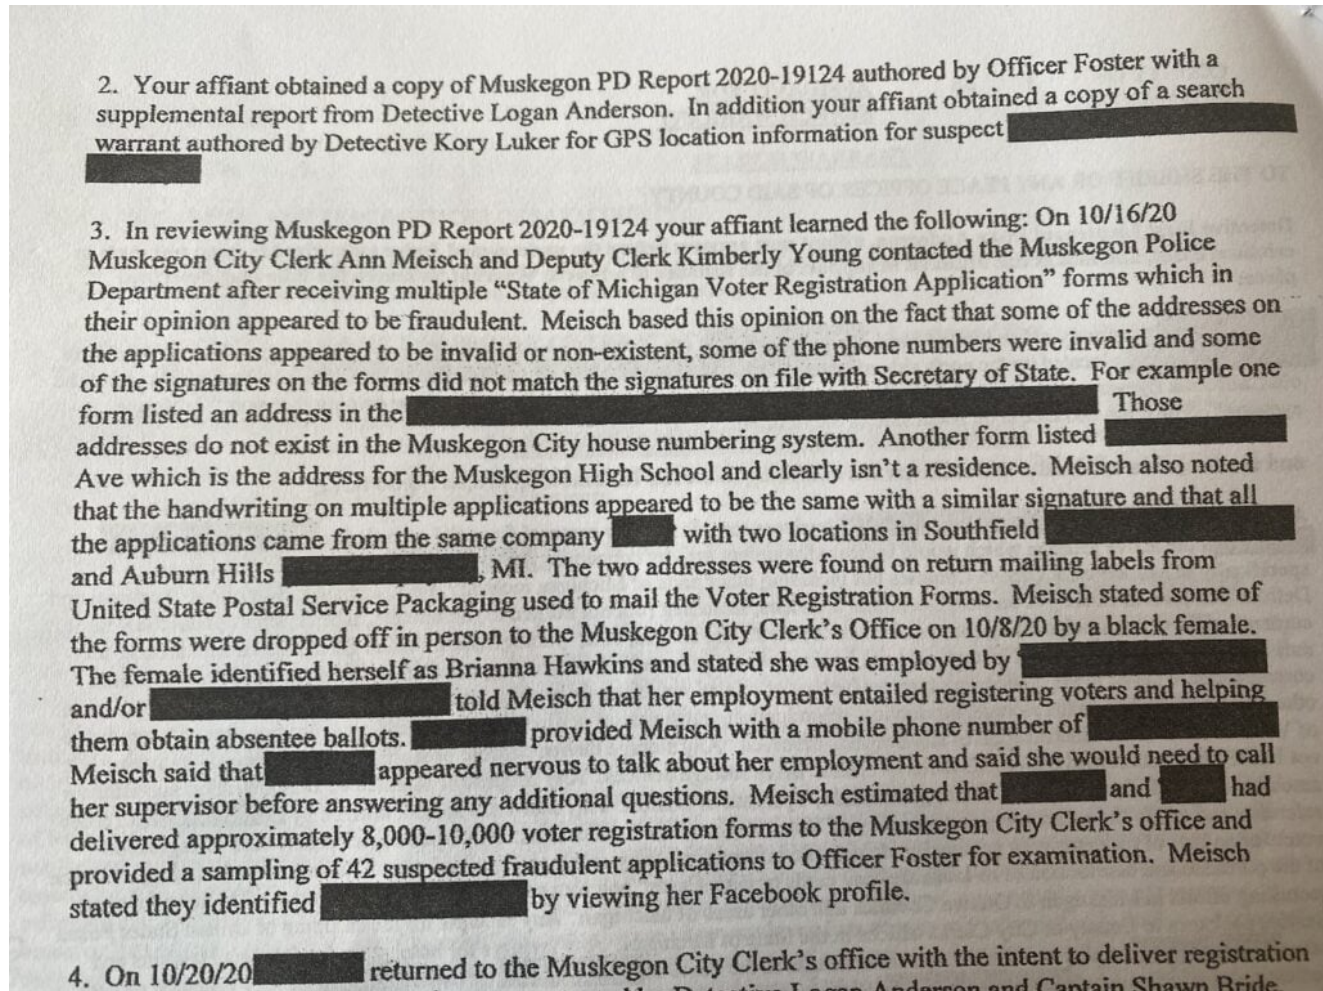 2. Your affiant obtained a copy of Muskegon PD Report 2020-19124 authored by Officer Foster with a
supplemental report from Detective Logan Anderson. In addition your affiant obtained a copy of a search
warrant authored by Detective Kory Luker for GPS location information for suspect
3. In reviewing Muskegon PD Report 2020-19124 your affiant learned the following: On 10/16/20
Muskegon City Clerk Ann Meisch and Deputy Clerk Kimberly Young contacted the Muskegon Police
Department after receiving multiple “State of Michigan Voter Registration Application” forms which in
their opinion appeared to be fraudulent. Meisch based this opinion on the fact that some of the addresses on
the applications appeared to be invalid or non-existent, some of the phone numbers were invalid and some
of the signatures on the forms did not match the signatures on file with Secretary of State. For example one
form listed an address in the Those
addresses do not exist in the Muskegon City house numbering system. Another form listed
Ave which is the address for the Muskegon High School and clearly isn’t a residence. Meisch also noted
that the handwriting on multiple applications appeared to be the same with a similar signature and that all
the applications came from the same company with two locations in Southfield
and Auburn Hills , MI. The two addresses were found on return mailing labels from
United State Postal Service Packaging used to mail the Voter Registration Forms. Meisch stated some of
the forms were dropped off in person to the Muskegon City Clerk’s Office on 10/8/20 by a black female.
The female identified herself as Brianna Hawkins and stated she was employed by
and/or told Meisch that her employment entailed registering voters and helping
them obtain absentee ballots. provided Meisch with a mobile phone number of
Meisch said that appeared nervous to talk about her employment and said she would need to call
her supervisor before answering any additional questions. Meisch estimated that and had
delivered approximately 8,000-10,000 voter registration forms to the Muskegon City Clerk’s office and
provided a sampling of 42 suspected fraudulent applications to Officer Foster for examination. Meisch
stated they identified by viewing her Facebook profile.
4. On 10/20/20 returned to the Muskegon City Clerk’s office with the intent to deliver registration
Detective Logan Anderson and Captain Shawn Bride.